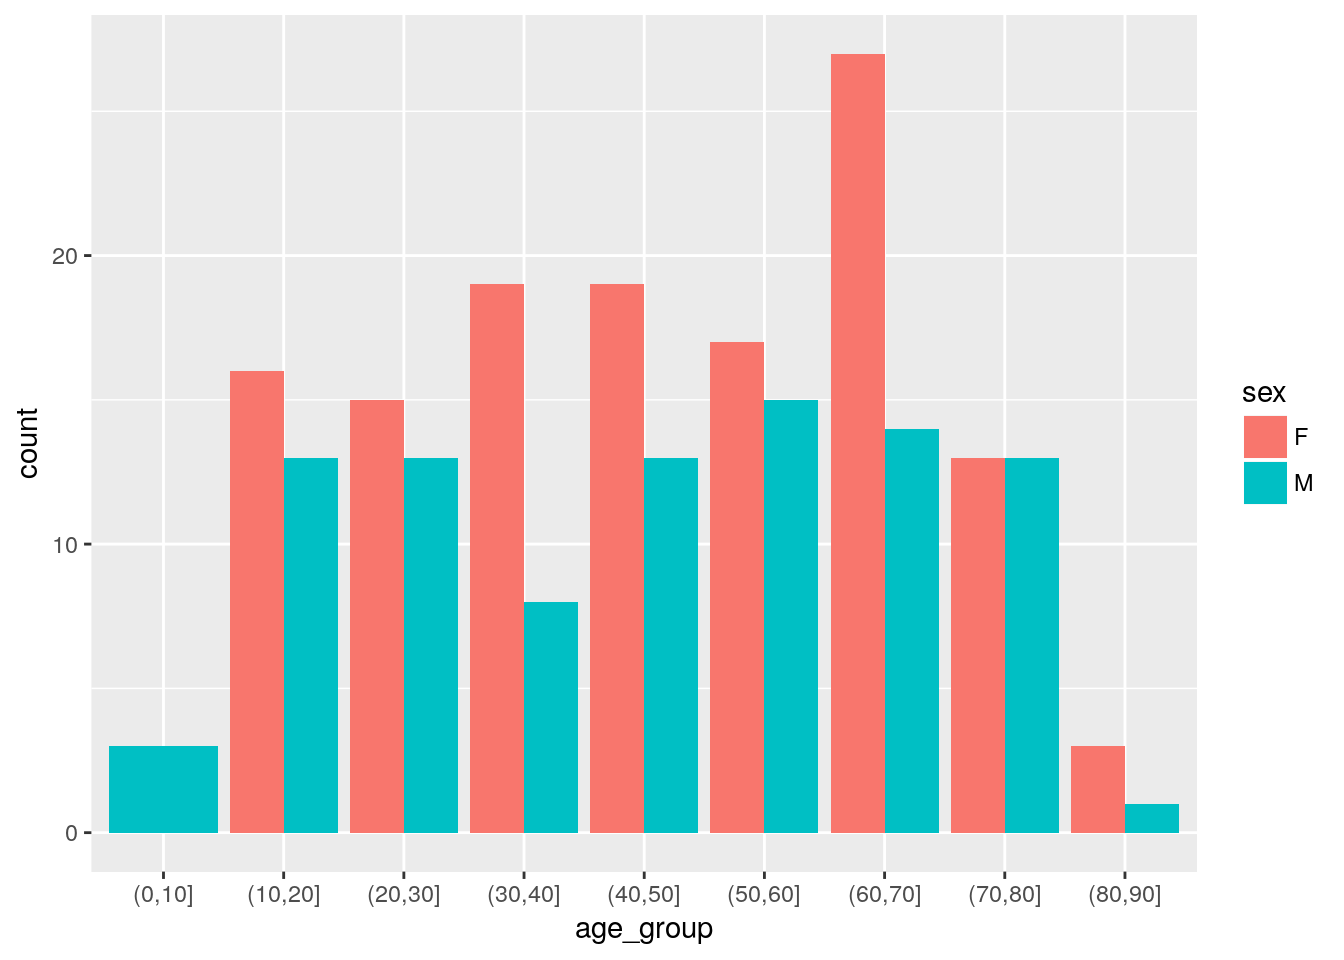 20
10
0
count
(0,10] (10,20] (20,30] (30,40] (40,50] (50,60] (60,70] (70,80] (80,90]
age_group
sex
F
M